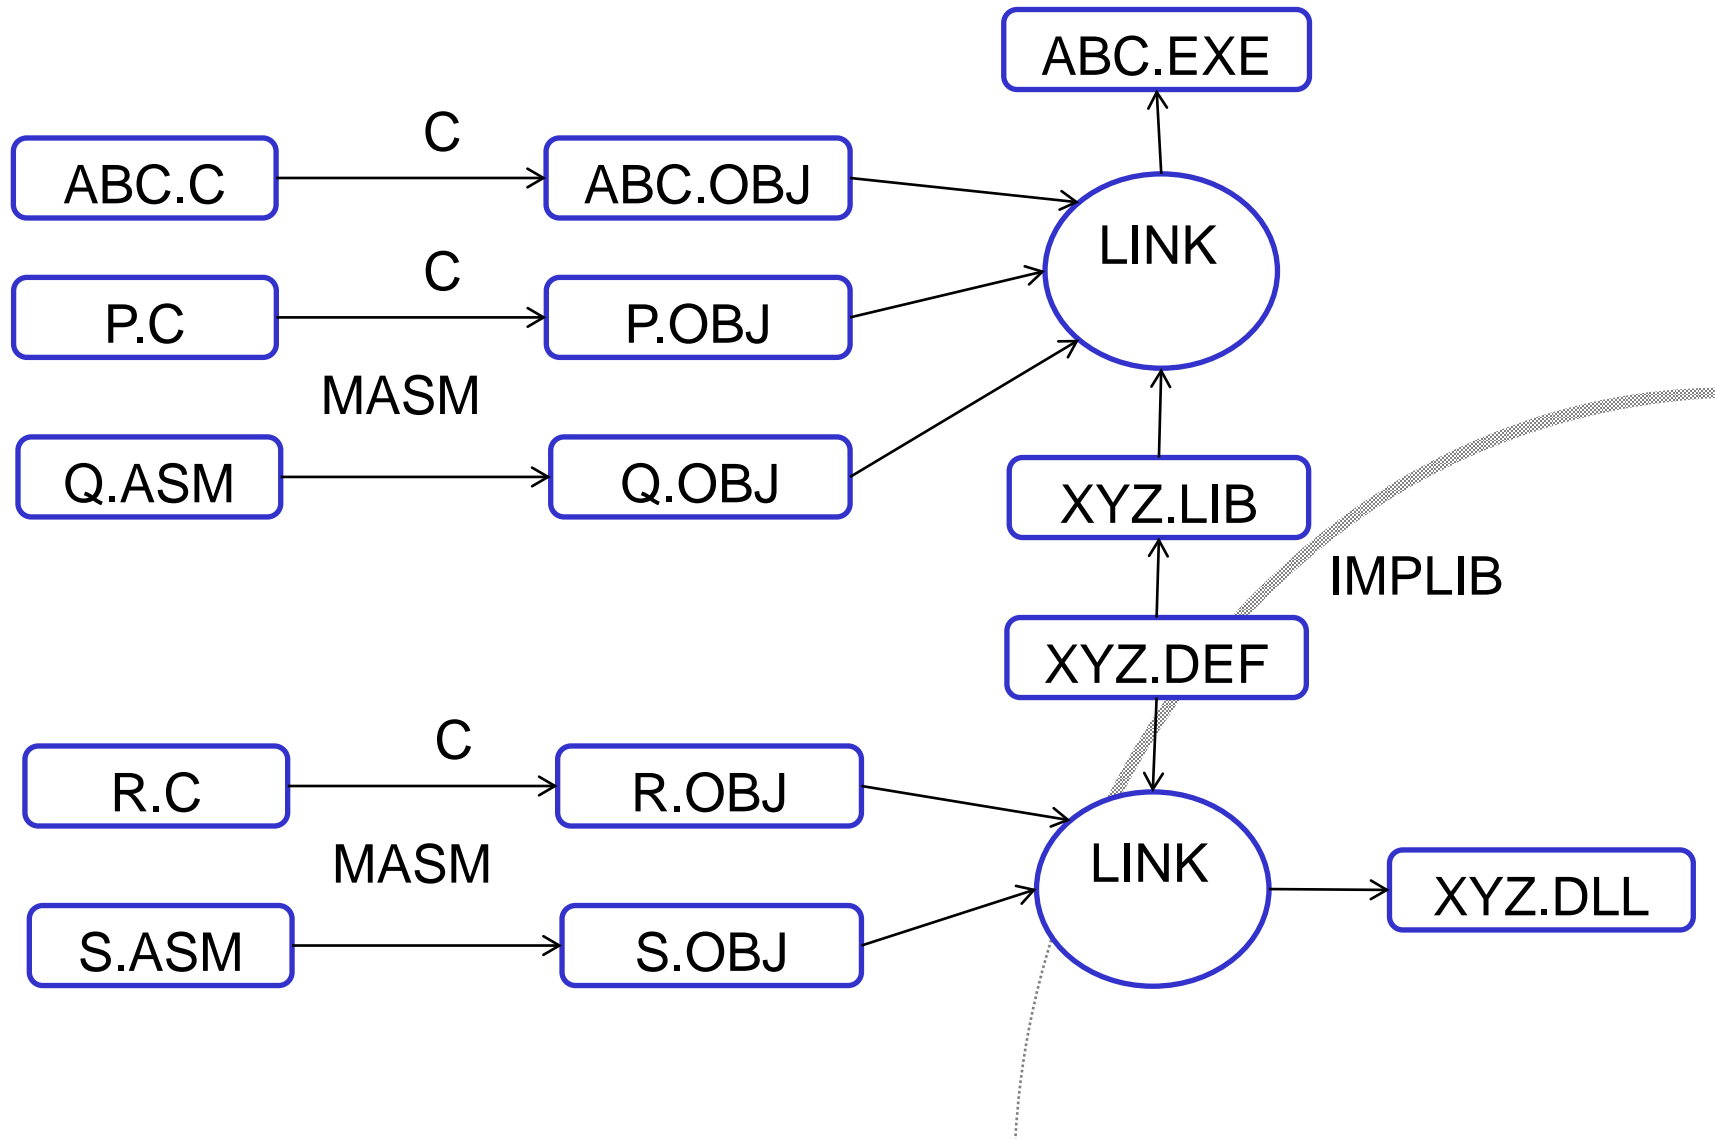 ABC.EXE
C
ABC.C
ABC.OBJ
LINK
C
P.C
P.OBJ
MASM
Q.ASM
Q.OBJ
XYZ.LIB
IMPLIB
XYZ.DEF
C
R.C
R.OBJ
LINK
MASM
XYZ.DLL
S.ASM
S.OBJ